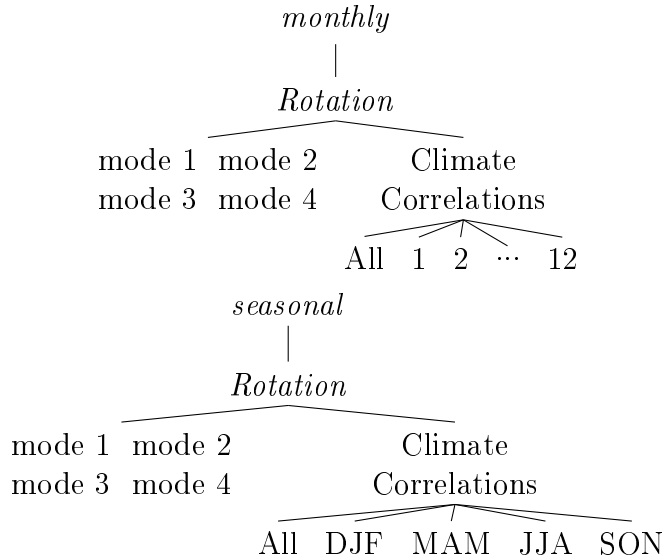 monthly
Rotation
mode 1 mode 2 Climate
mode 3 mode 4 Correlations
All 1 2 ... 12
seasonal
Rotation
mode 1 mode 2 Climate
mode 3 mode 4 Correlations
All DJF MAM JJA SON